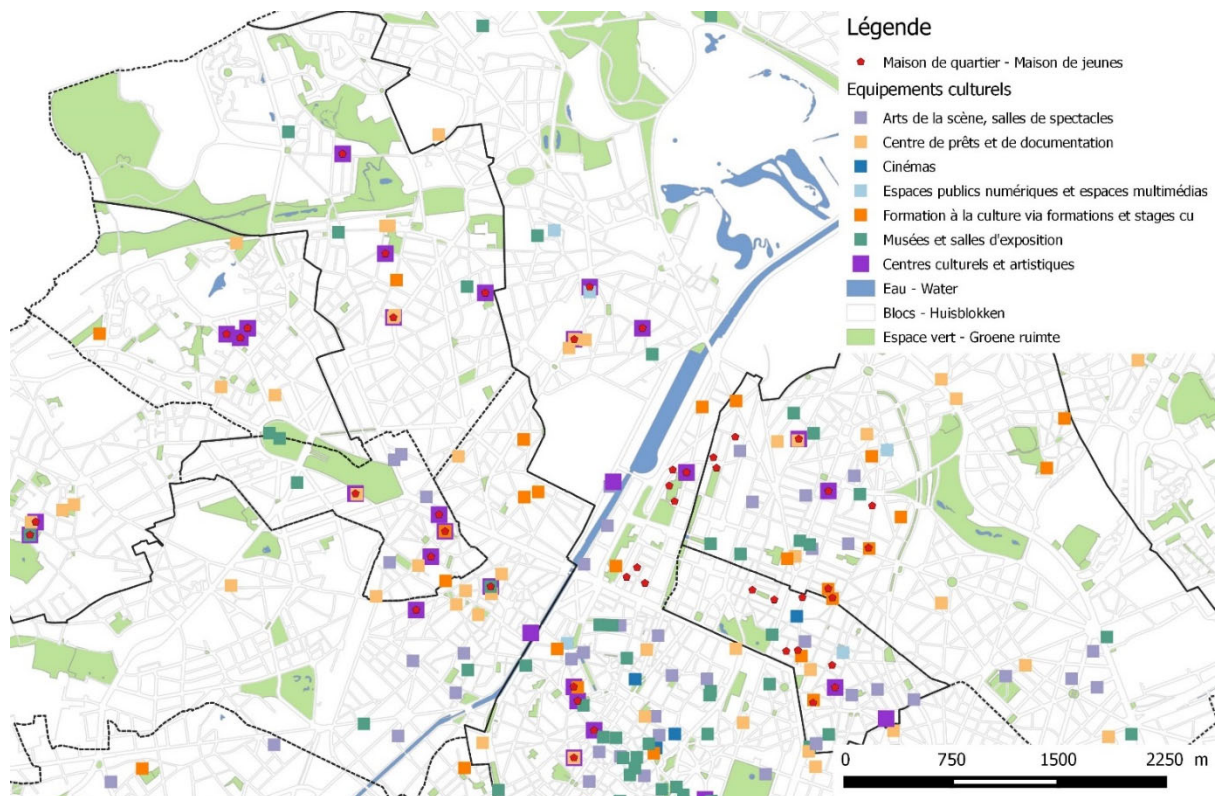 Légende
Maison de quartier - Maison de jeunes
Equipements culturels
Arts de la scène, salles de spectacles
Centre de prêts et de documentation
Cinémas
Espaces publics numériques et espaces multimédias
Formation à la culture via formations et stages cu
Musées et salles d'exposition
Centres culturels et artistiques
Eau - Water
Blocs - Huisblokken
Espace vert - Groene ruimte
0 750 1500 2250 m